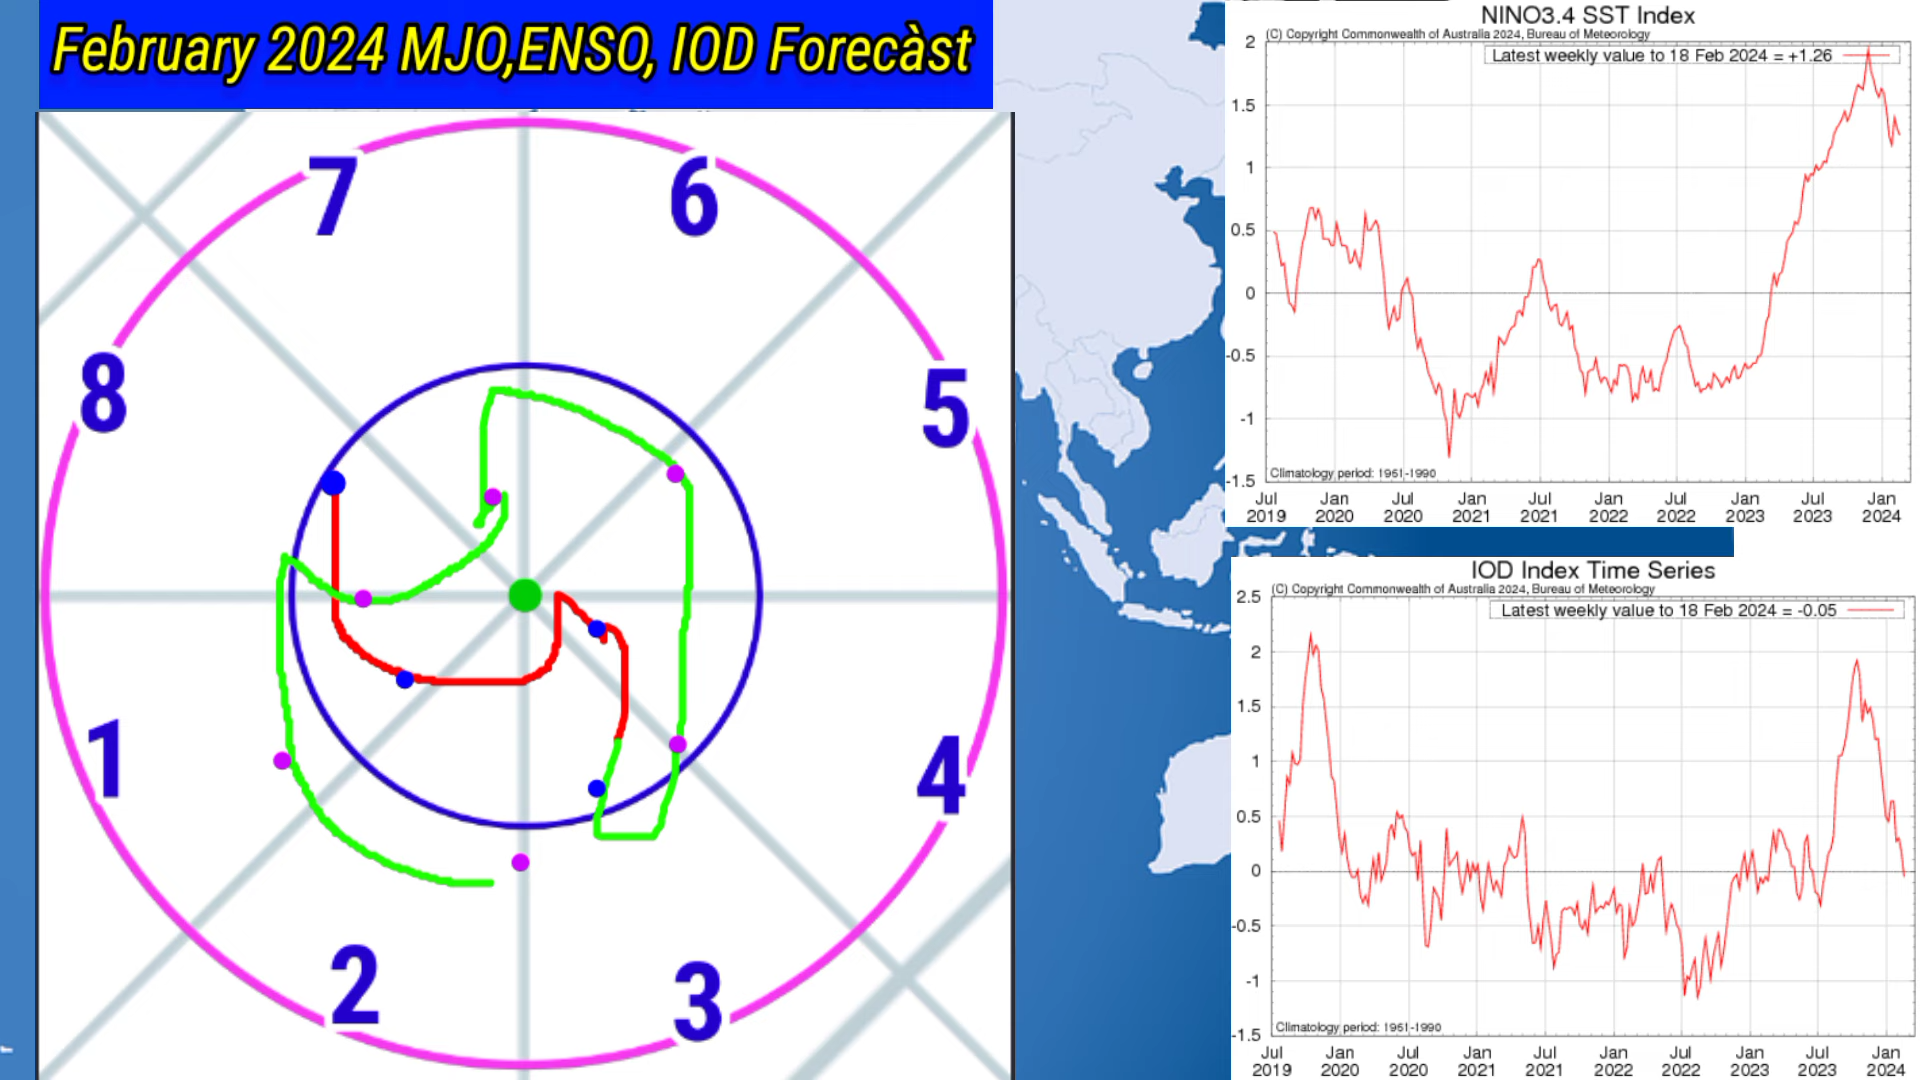 February 2024 MJO,ENSO, IOD Forecàst
7
6
8
5
1
4
2
3
NINO3.4 SST Index
(C) Copyright Commonwealth of Australia 2024, Bureau of Meteorology
Latest weekly value to 18 Feb 2024 = +1.26
2
1.5
1
0.5
0
-0.5
-1
-1.5
Climatology period: 1961-1990
Jul Jan Jul Jan Jul Jan Jul Jan Jul Jan
2019 2020 2020 2021 2021 2022 2022 2023 2023 2024
IOD Index Time Series
(C) Copyright Commonwealth of Australia 2024, Bureau of Meteorology
Latest weekly value to 18 Feb 2024 = -0.05
2.5
2
1.5
1
0.5
0
-0.5
-1
-1.5
Climatology period: 1961-1990
Jul Jan Jul Jan Jul Jan Jul Jan Jul Jan
2019 2020 2020 2021 2021 2022 2022 2023 2023 2024